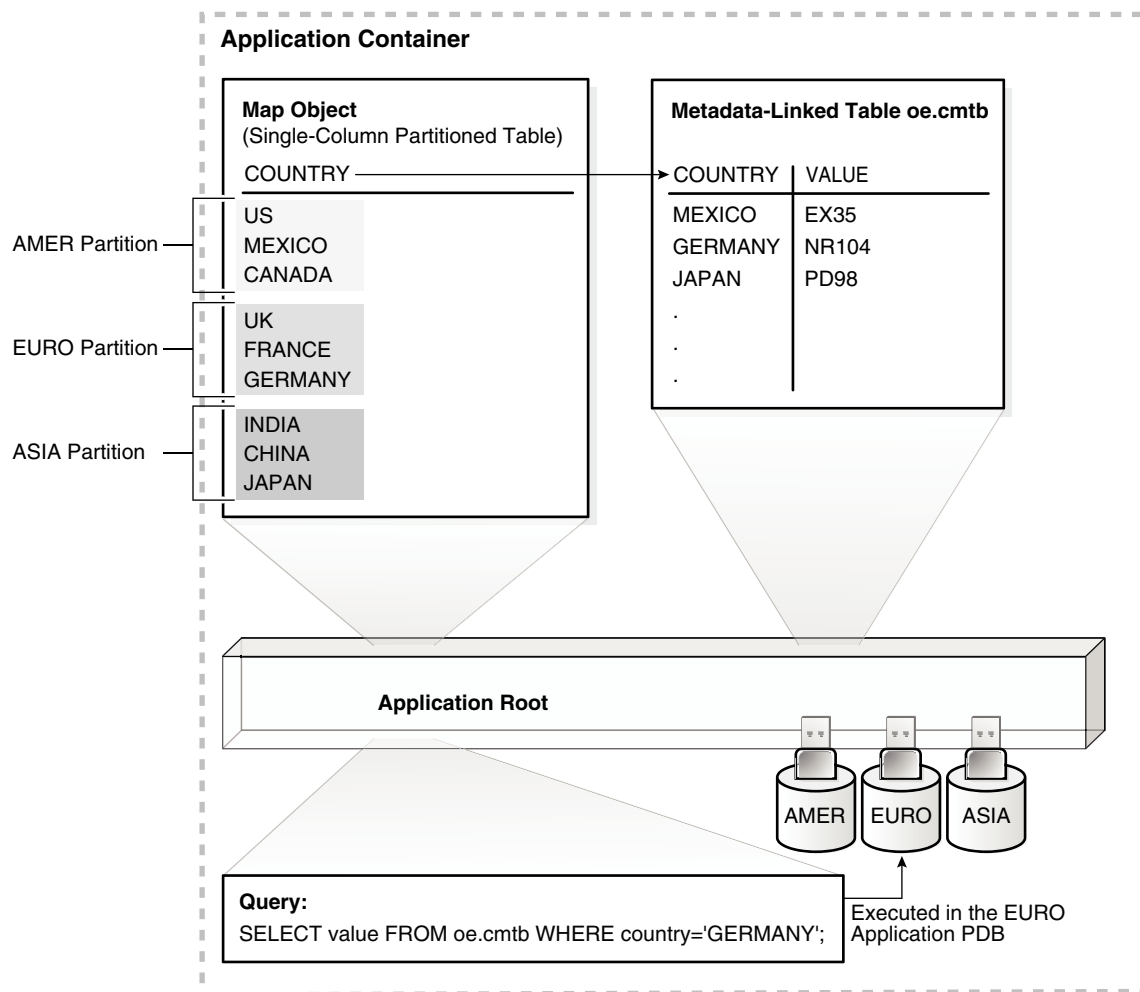 Application Container
Map Object
(Single-Column Partitioned Table)
COUNTRY
AMER Partition
US
MEXICO
CANADA
EURO Partition
UK
FRANCE
GERMANY
ASIA Partition
INDIA
CHINA
JAPAN
Metadata-Linked Table oe.cmtb
COUNTRY VALUE
MEXICO EX35
GERMANY NR104
JAPAN PD98
.
.
.
Application Root
AMER EURO ASIA
Query:
SELECT value FROM oe.cmtb WHERE country='GERMANY';
Executed in the EURO
Application PDB